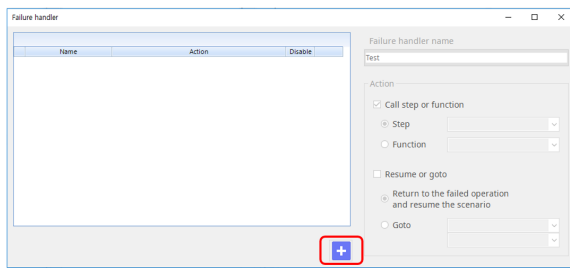 Failure handler
Name Action Disable
Failure handler name
Test
Action
Call step or function
Step
Function
Resume or goto
Return to the failed operation
and resume the scenario
Goto